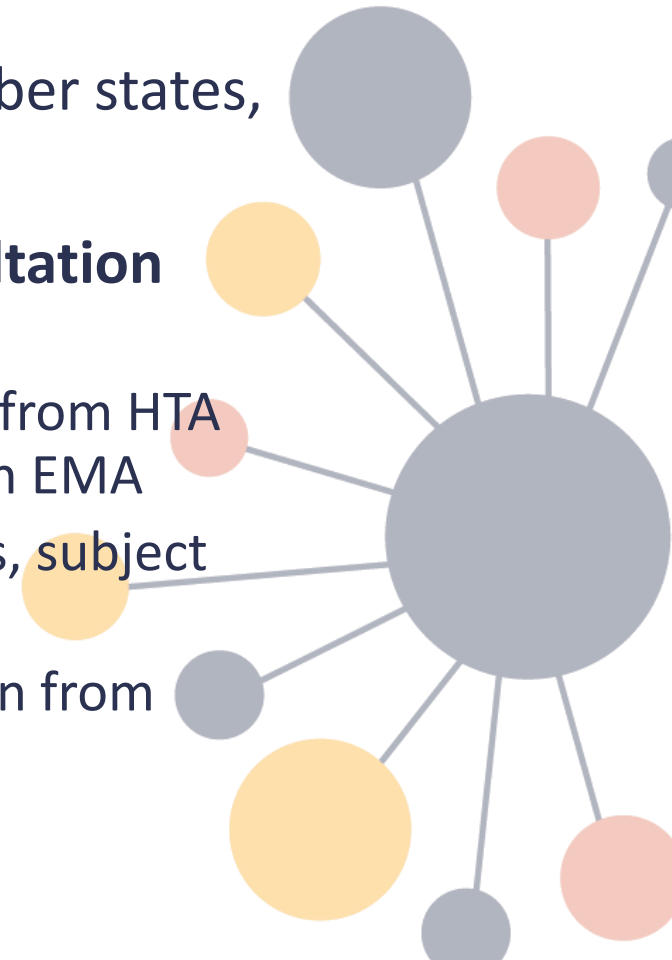 ber states,
ltation
from HTA
n EMA
s, subject
n from